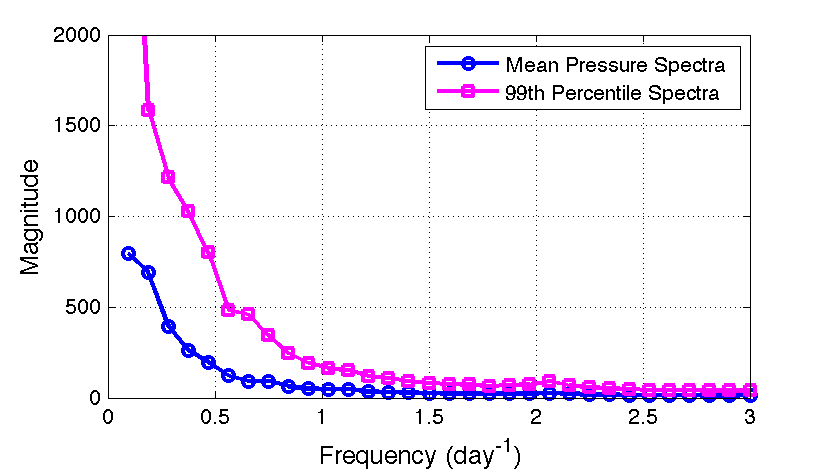 2000
Mean Pressure Spectra
99th Percentile Spectra
1500
1000
500
0
Magnitude
0 0.5 1 1.5 2 2.5 3
Frequency (day⁻¹)